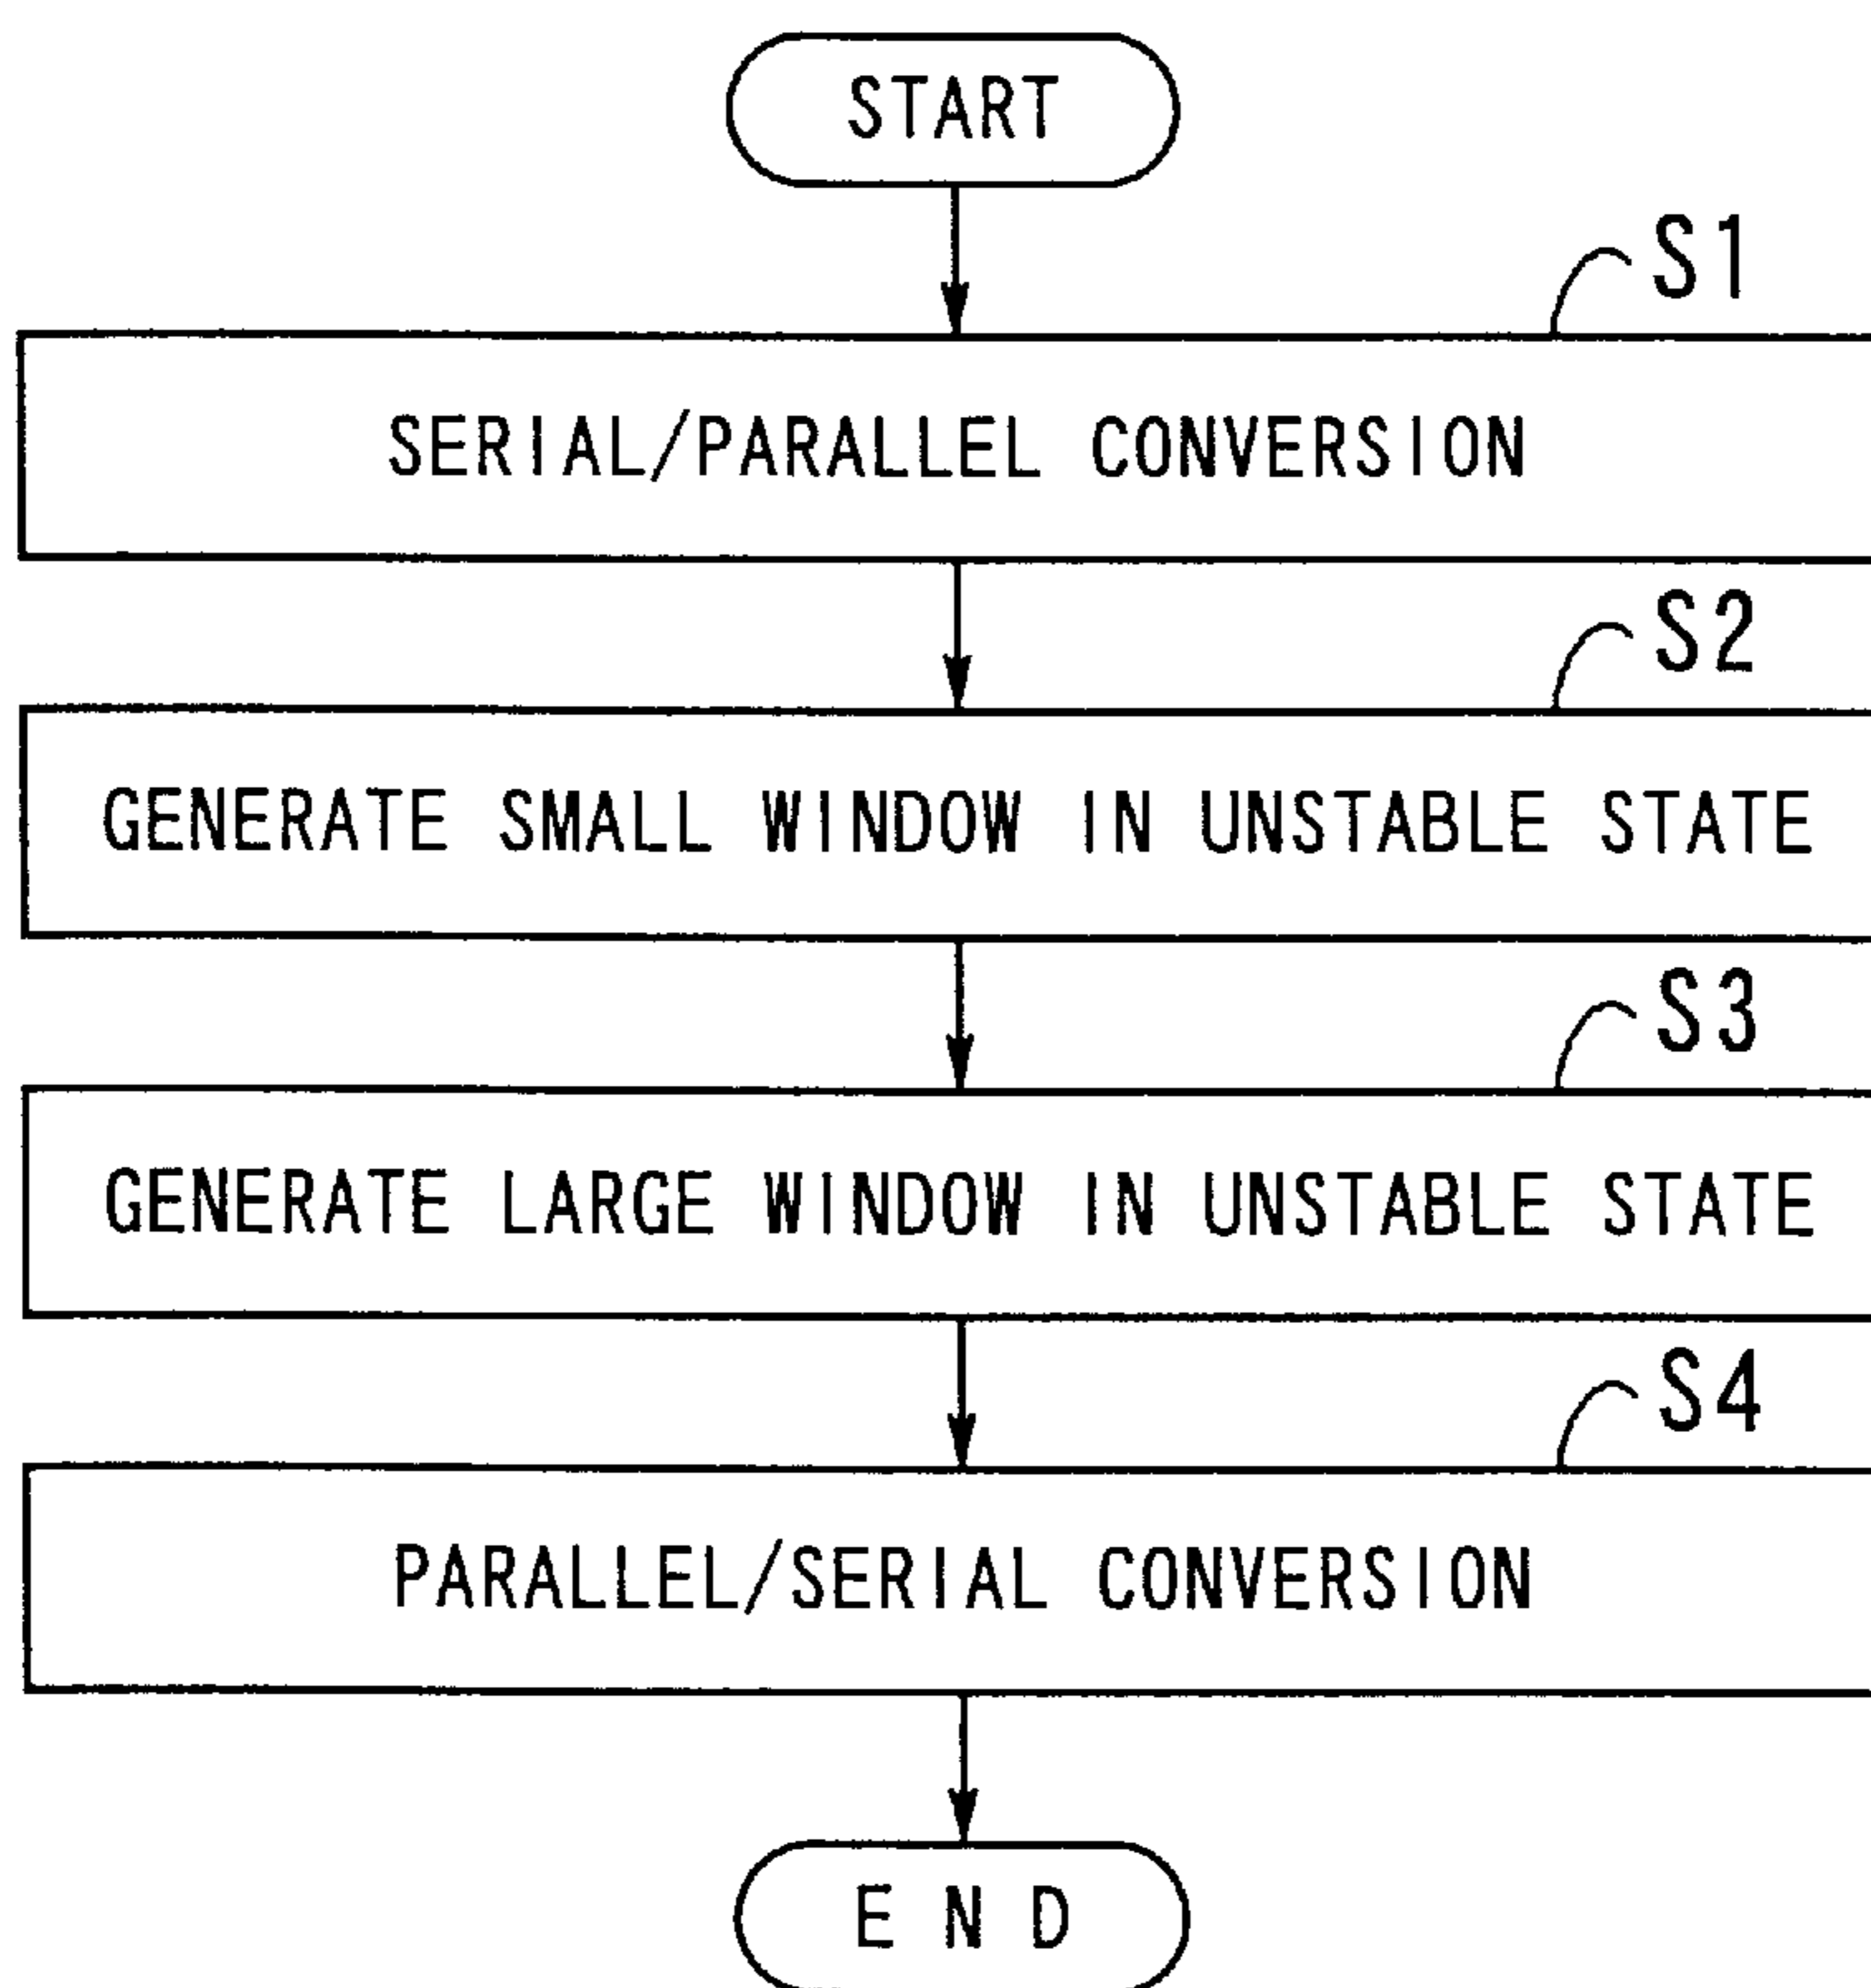 START
S1
SERIAL/PARALLEL CONVERSION
S2
GENERATE SMALL WINDOW IN UNSTABLE STATE
S3
GENERATE LARGE WINDOW IN UNSTABLE STATE
S4
PARALLEL/SERIAL CONVERSION
END